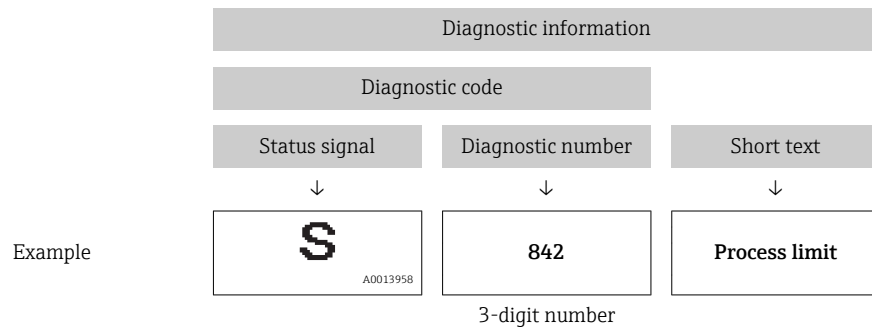 Diagnostic information
Diagnostic code
Status signal Diagnostic number Short text
↓ ↓ ↓
Example S 842 Process limit
A0013958
3-digit number